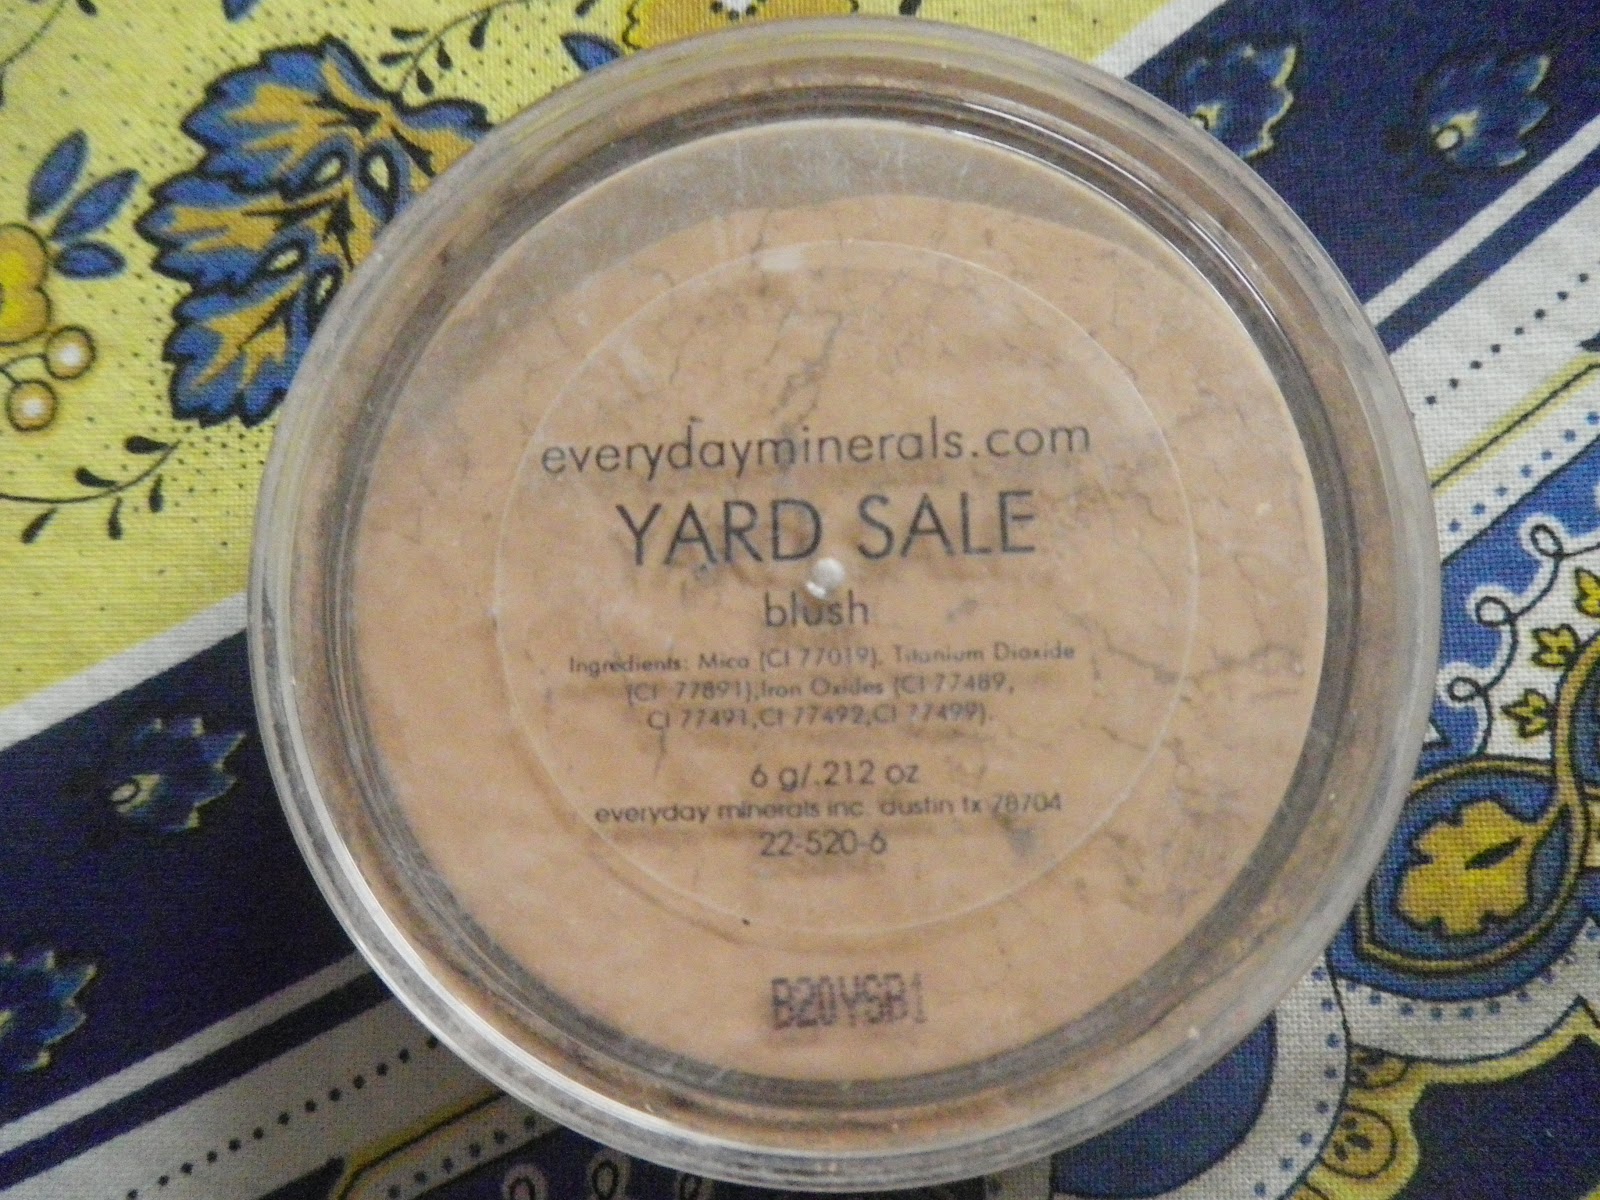 everydayminerals.com
YARD SALE
blush
Ingredients: Mica (CI 77019), Titanium Dioxide
(CI 77891),Iron Oxides (CI 77489,
CI 77491,CI 77492,CI 77499).
6 g/.212 oz
everyday minerals inc. austin tx 78704
22-520-6
B20YSB1